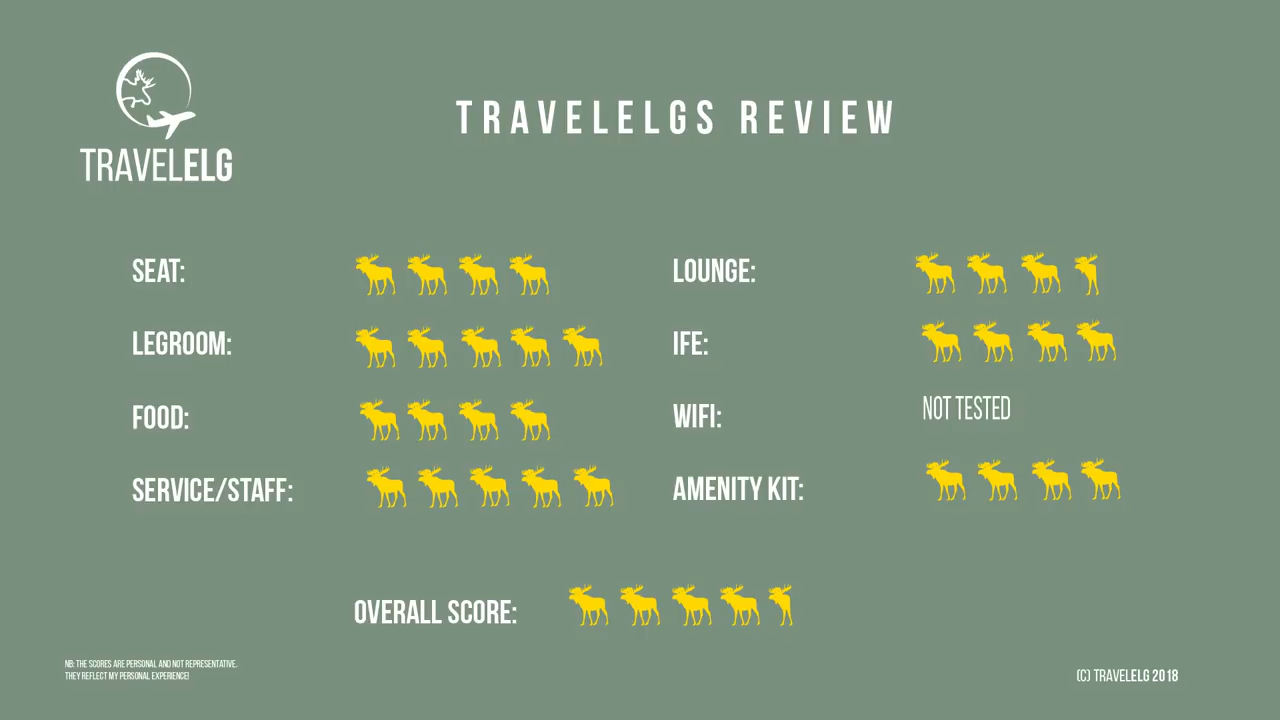 TRAVELELG
TRAVELELGS REVIEW
SEAT:
LEGROOM:
FOOD:
SERVICE/STAFF:
LOUNGE:
IFE:
WIFI: NOT TESTED
AMENITY KIT:
OVERALL SCORE:
NB: THE SCORES ARE PERSONAL AND NOT REPRESENTATIVE.
THEY REFLECT MY PERSONAL EXPERIENCE!
(C) TRAVELELG 2018